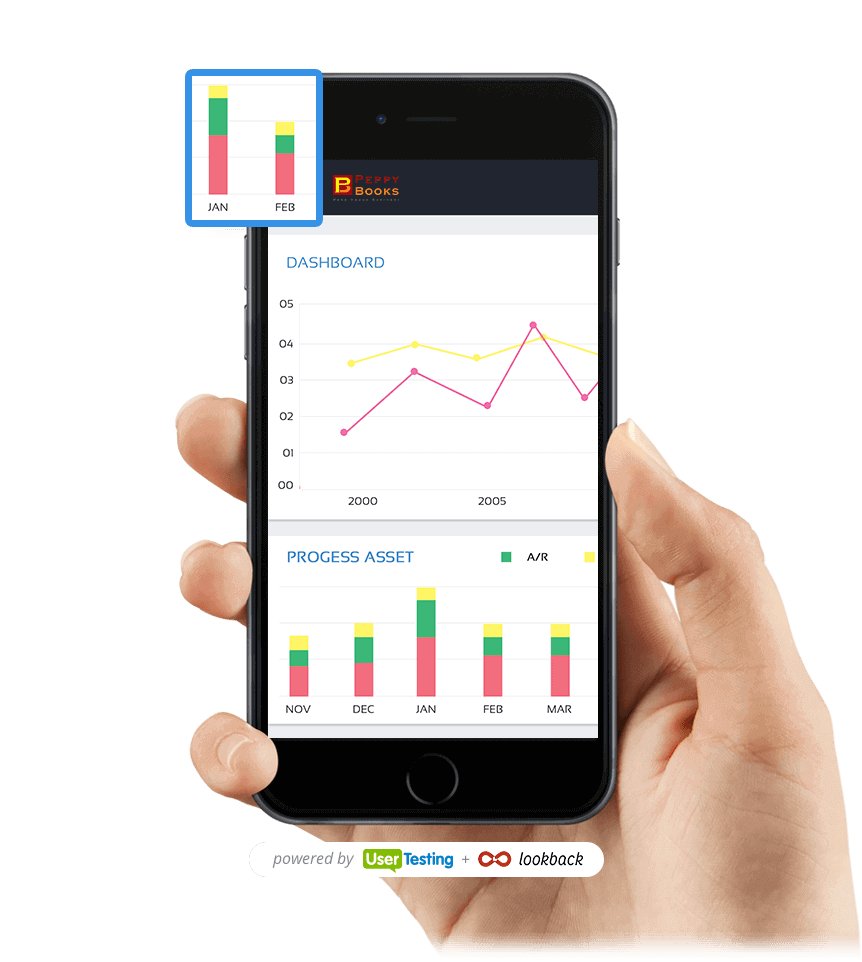 JAN FEB
PEPPY
BOOKS
DASHBOARD
05
04
03
02
01
00
2000 2005
PROGESS ASSET A/R
NOV DEC JAN FEB MAR
powered by UserTesting + lookback